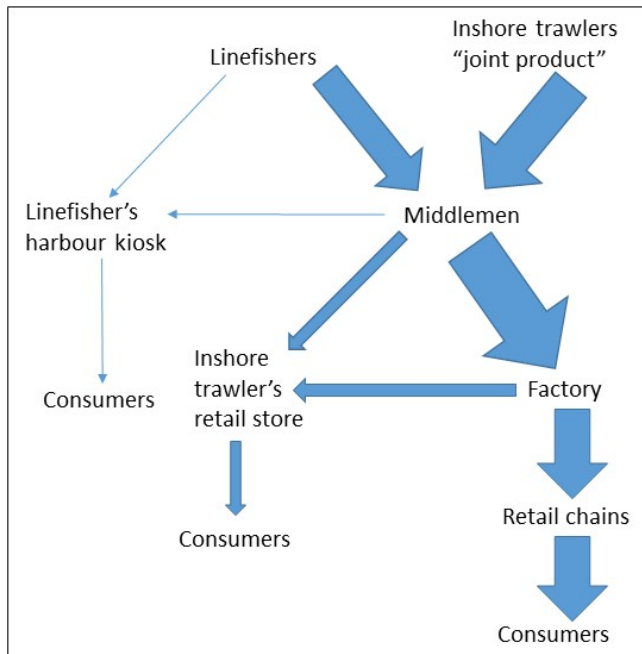 Linefishers
Inshore trawlers
“joint product”
Linefisher’s
harbour kiosk
Middlemen
Inshore
trawler’s
retail store
Factory
Consumers
Retail chains
Consumers
Consumers